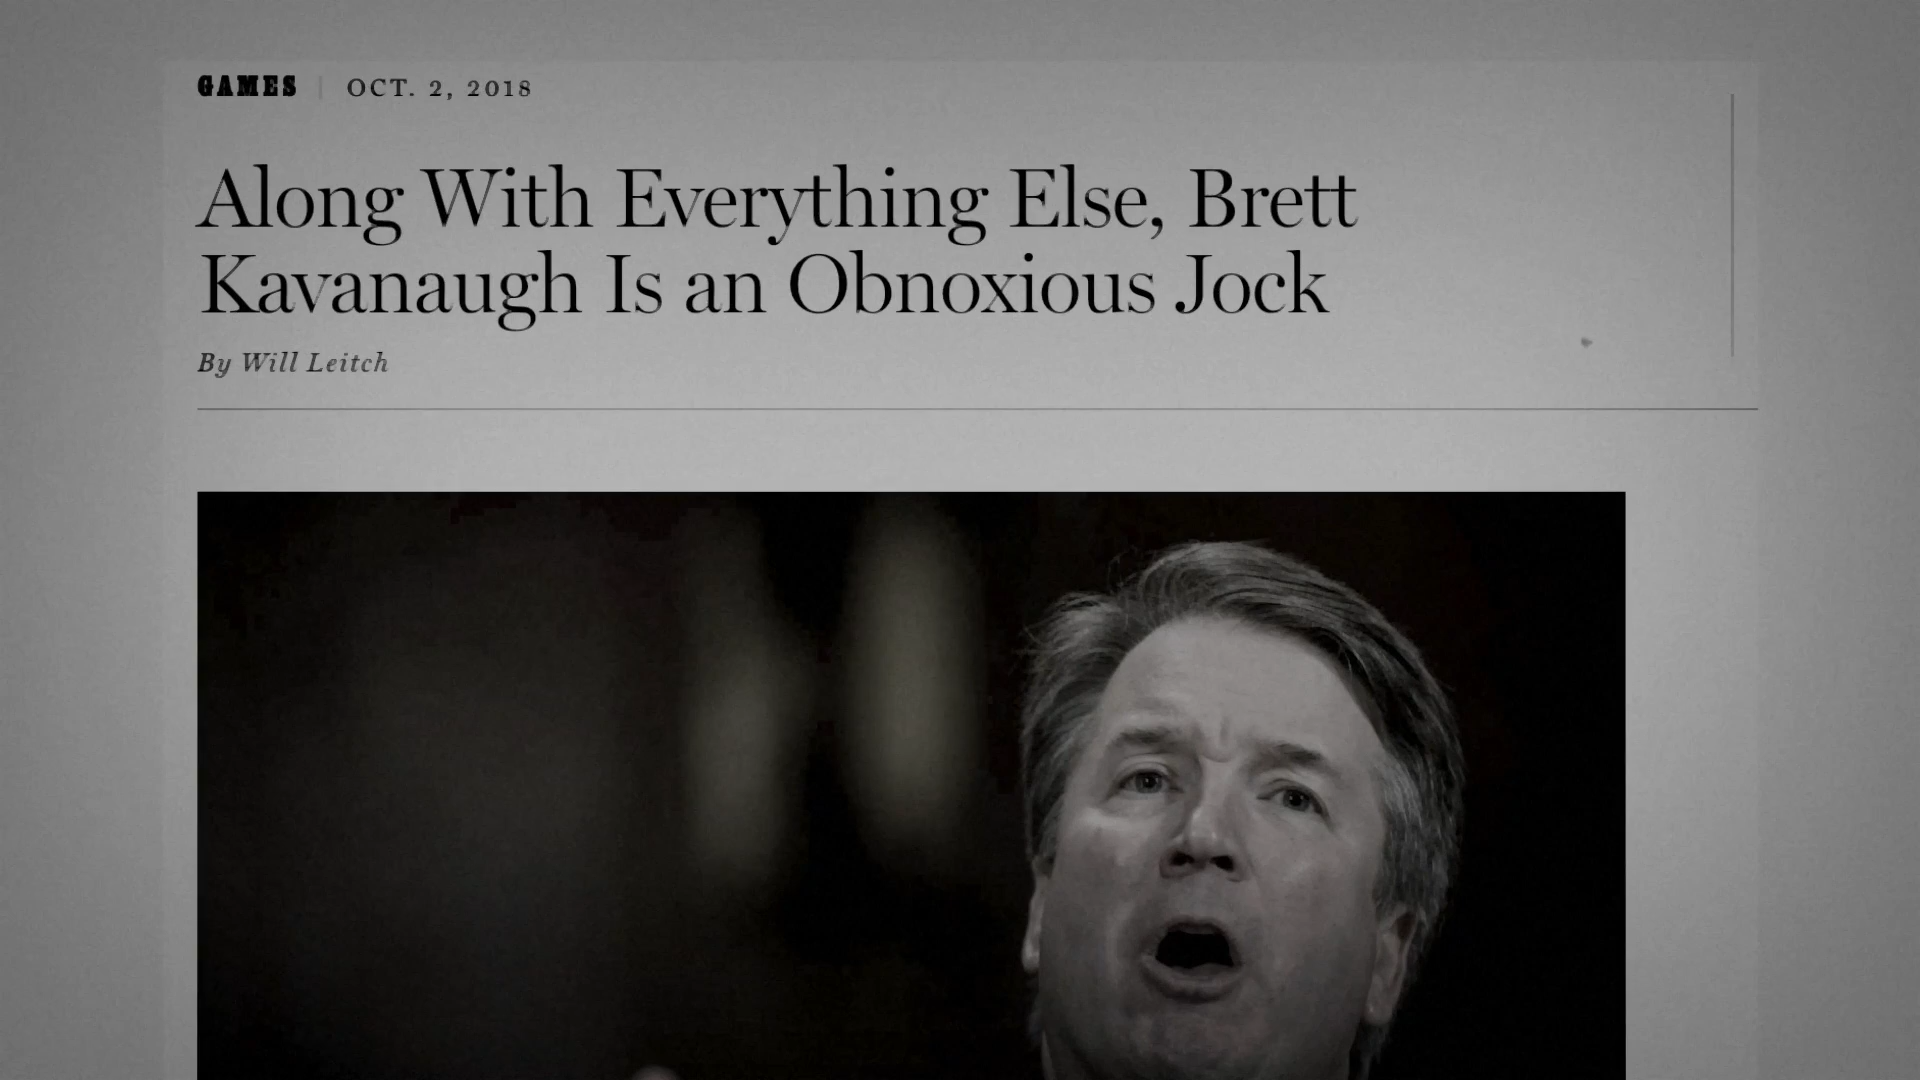 GAMES | OCT. 2, 2018
Along With Everything Else, Brett
Kavanaugh Is an Obnoxious Jock
By Will Leitch